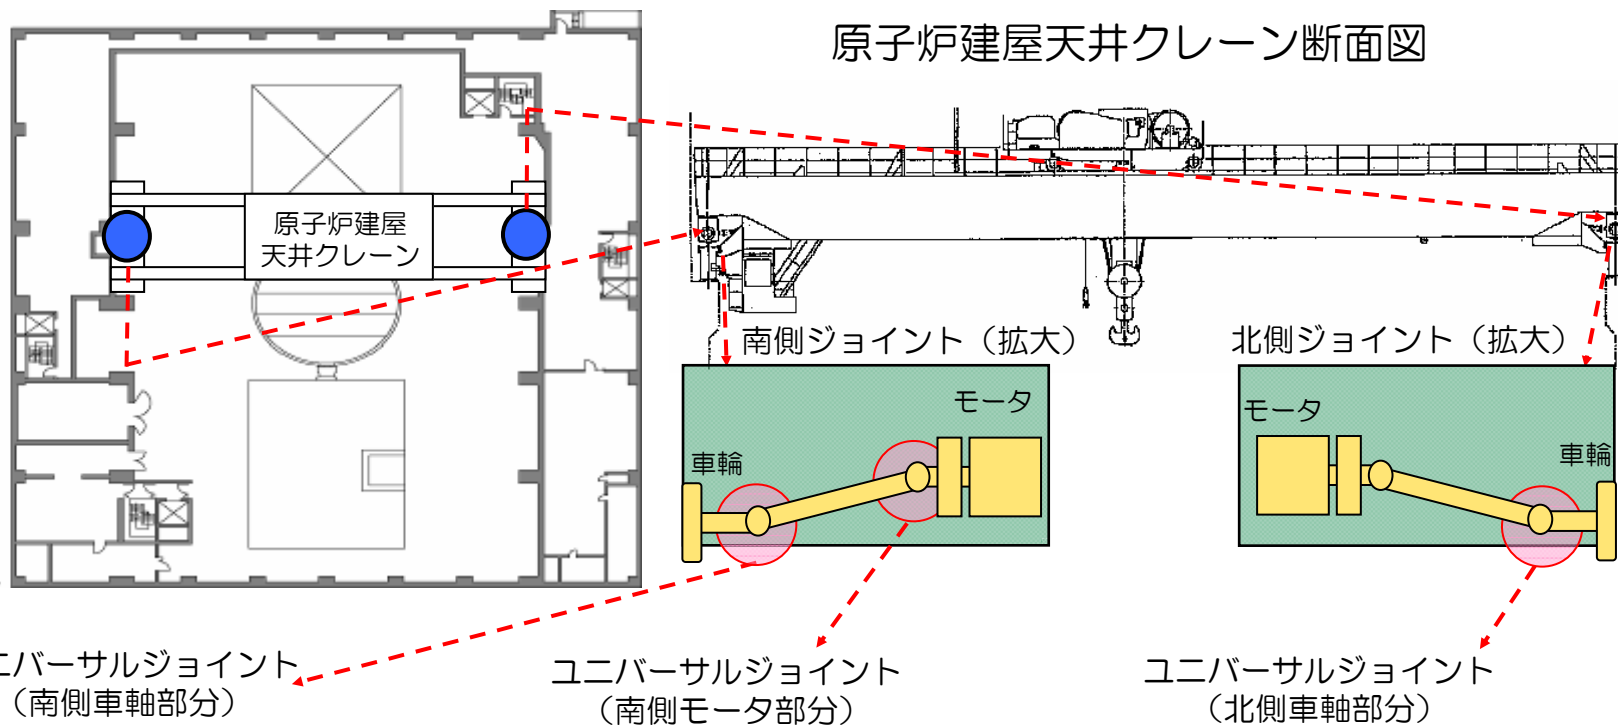 原子炉建屋天井クレーン断面図
原子炉建屋
天井クレーン
南側ジョイント（拡大）
北側ジョイント（拡大）
モータ
車輪
モータ
車輪
ニバーサルジョイント
（南側車軸部分）
ユニバーサルジョイント
（南側モータ部分）
ユニバーサルジョイント
（北側車軸部分）